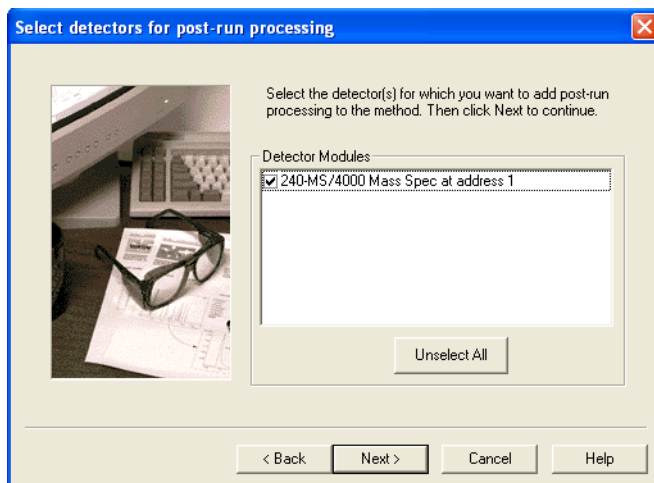 Select detectors for post-run processing
Select the detector(s) for which you want to add post-run
processing to the method. Then click Next to continue.
Detector Modules
240-MS/4000 Mass Spec at address 1
Unselect All
< Back
Next >
Cancel
Help